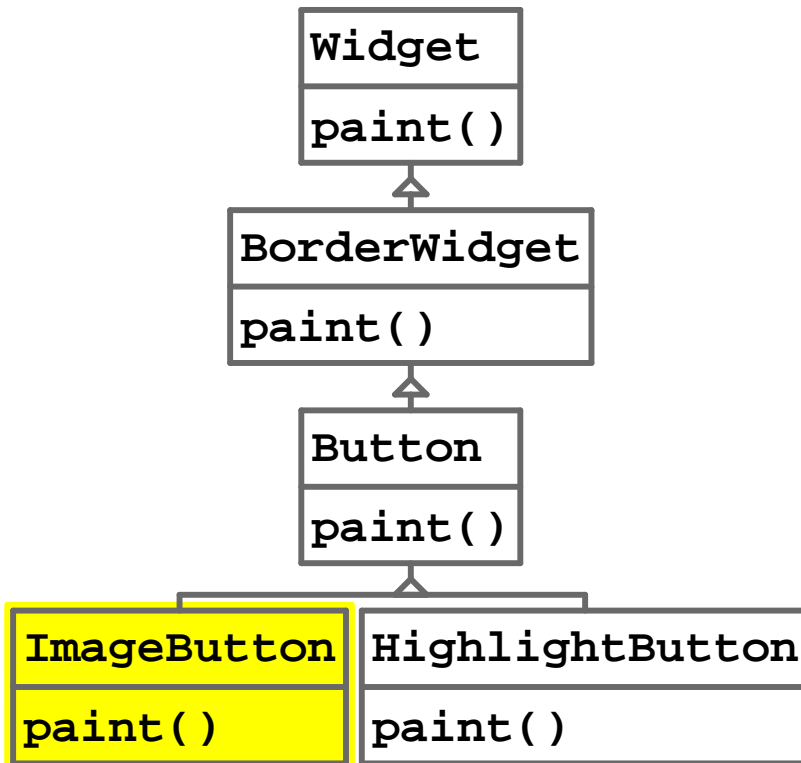 Widget
paint()
BorderWidget
paint()
Button
paint()
ImageButton
paint()
HighlightButton
paint()